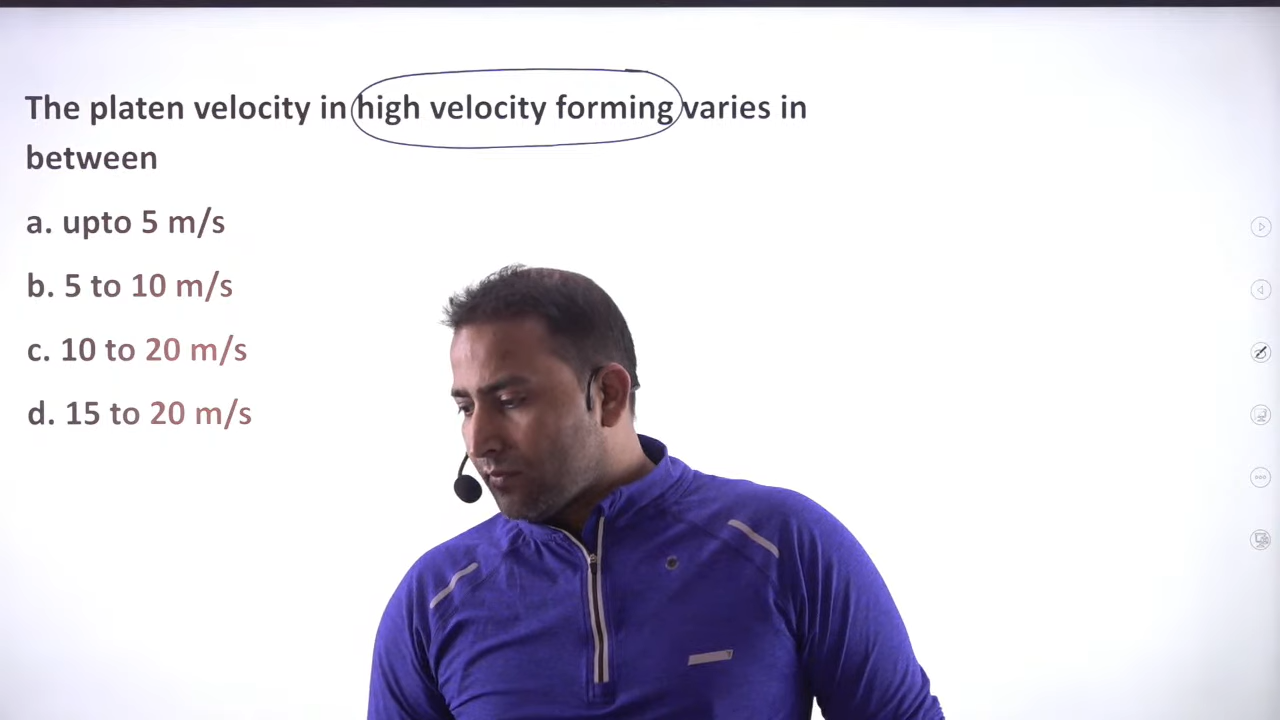 The platen velocity in high velocity forming varies in
between
a. upto 5 m/s
b. 5 to 10 m/s
c. 10 to 20 m/s
d. 15 to 20 m/s